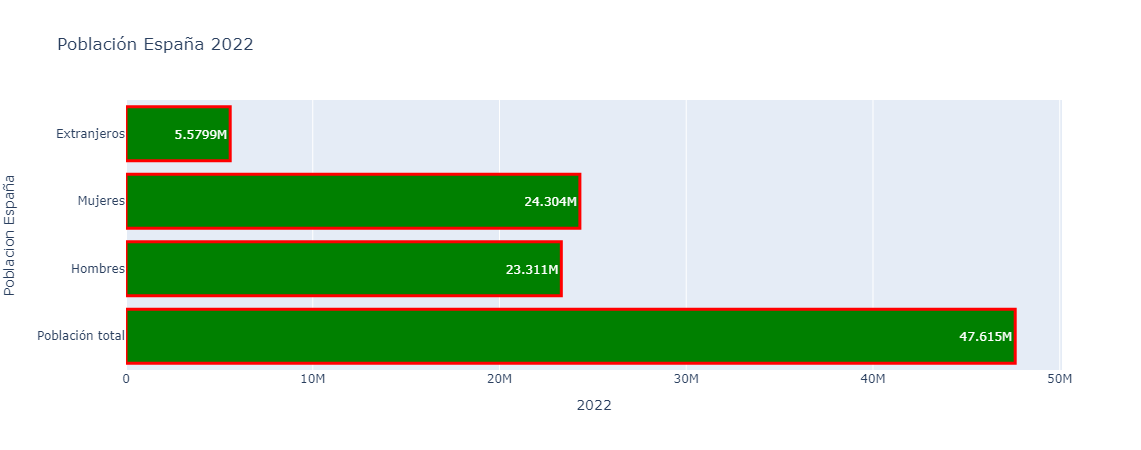 Población España 2022
Poblacion España
Extranjeros
5.5799M
Mujeres
24.304M
Hombres
23.311M
Población total
47.615M
0 10M 20M 30M 40M 50M
2022